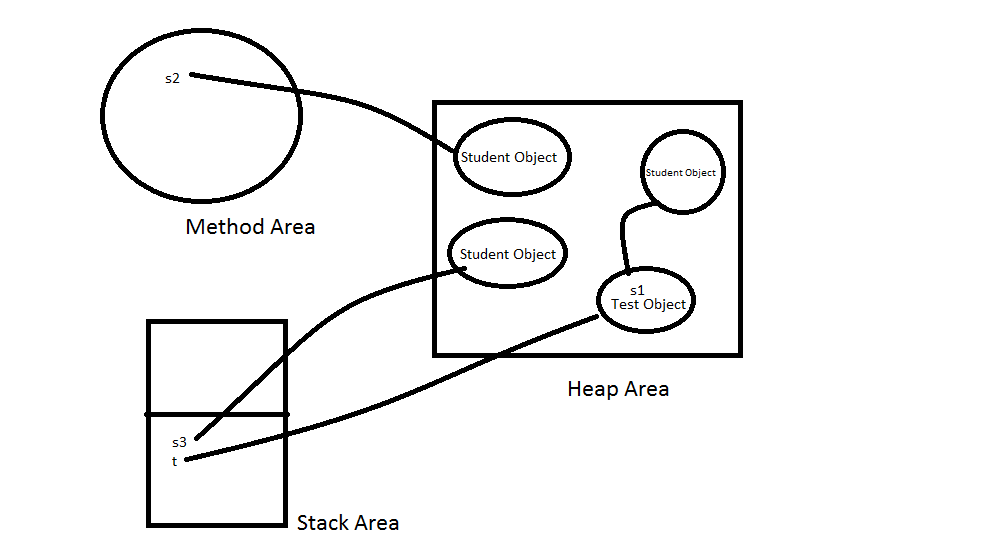 s2
Method Area
Student Object
Student Object
Student Object
s1
Test Object
Heap Area
s3
t
Stack Area